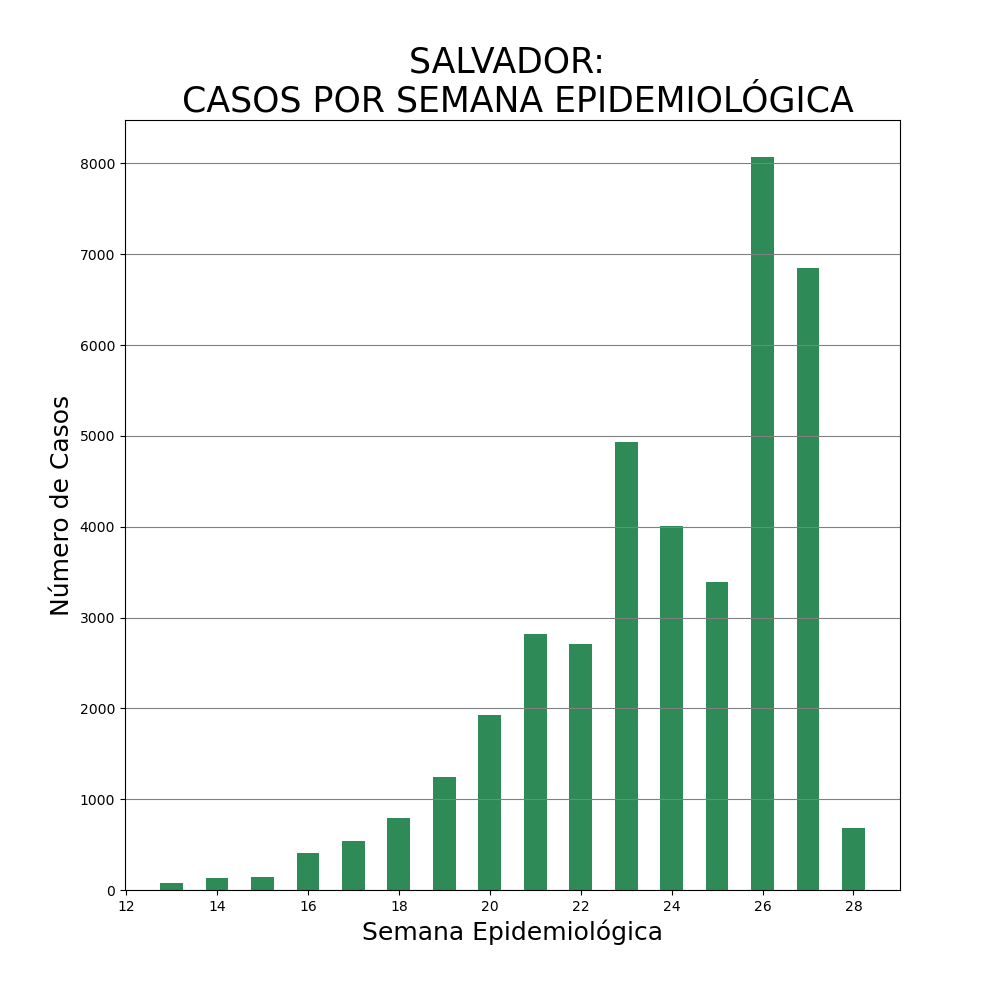 SALVADOR:
CASOS POR SEMANA EPIDEMIOLÓGICA
8000
7000
6000
5000
4000
3000
2000
1000
0
Número de Casos
12 14 16 18 20 22 24 26 28
Semana Epidemiológica